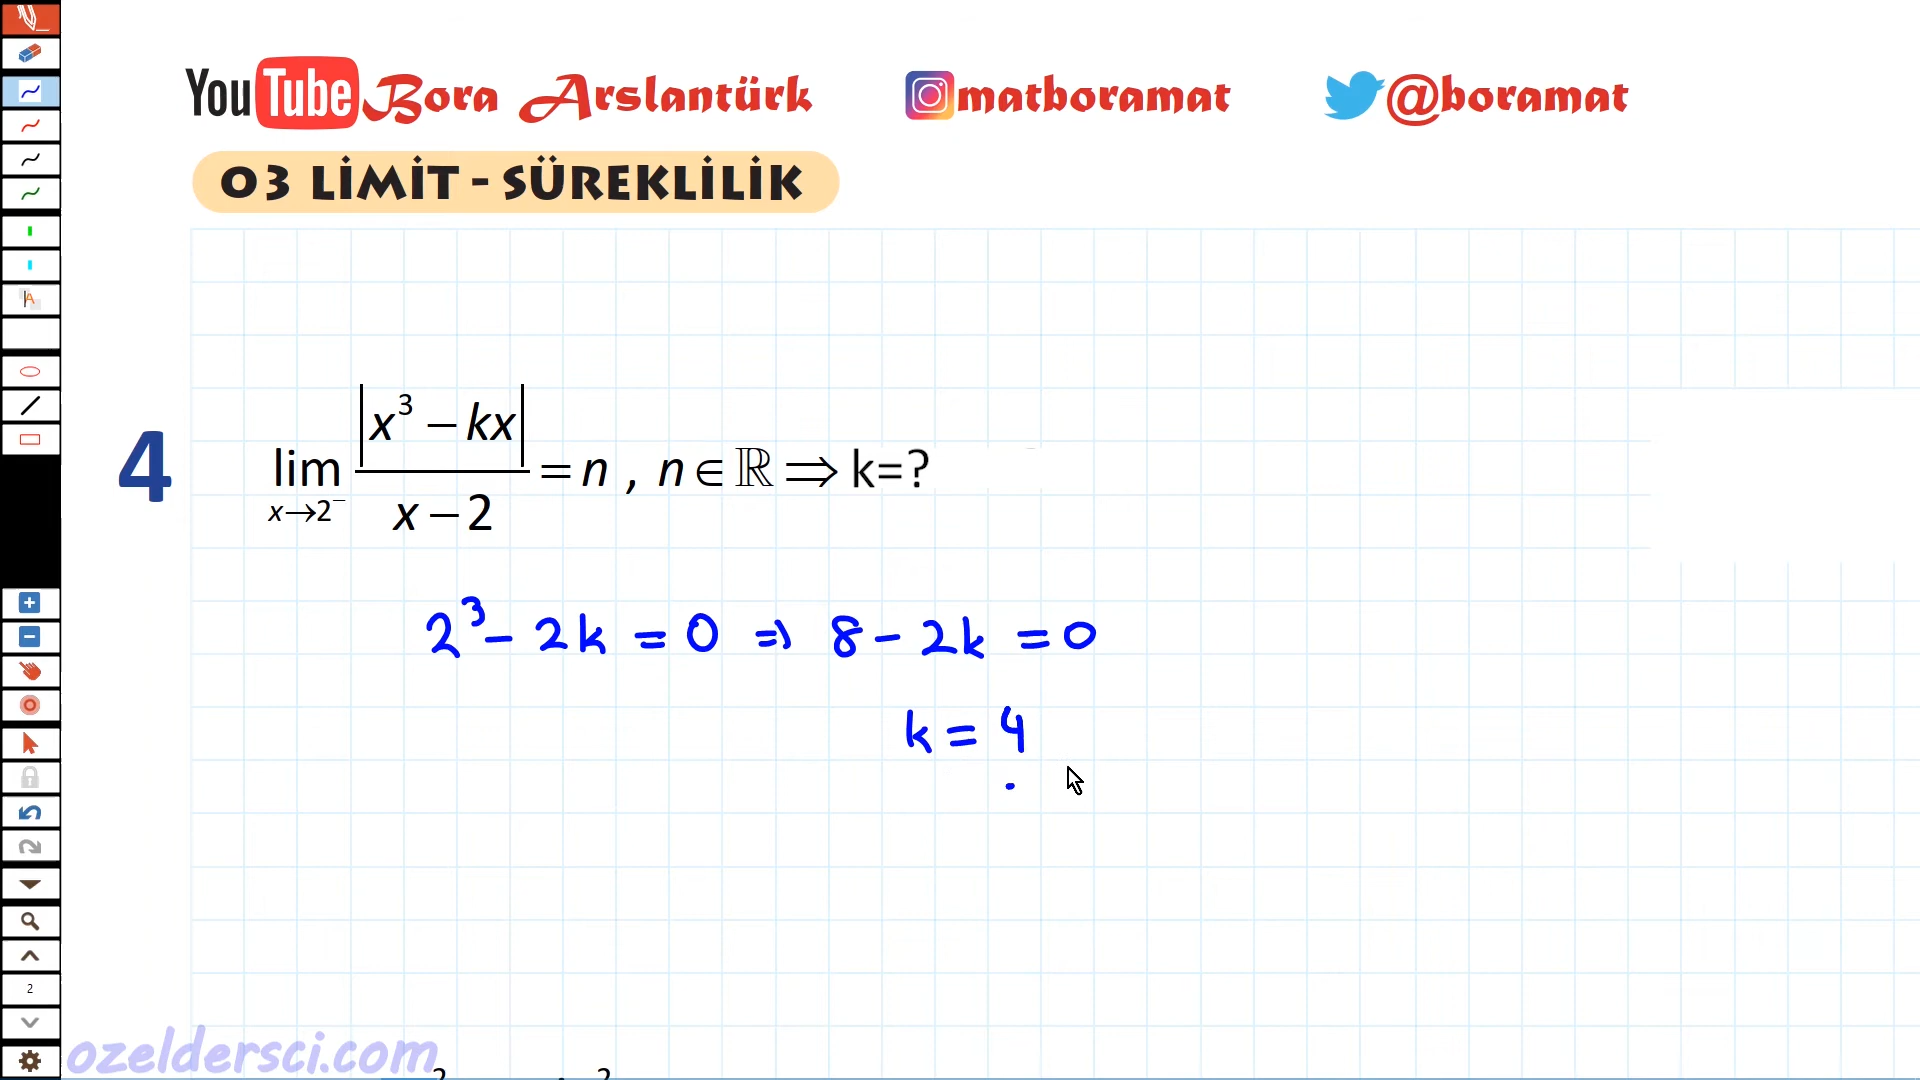 YouTube Bora Arslantürk matboramat @boramat
03 LİMİT - SÜREKLİLİK
4
lim x→2⁻ |x³ − kx| / x − 2 = n , n ∈ ℝ ⇒ k=?
2³ − 2k = 0 ⇒ 8 − 2k = 0
k = 4
2
ozeldersci.com